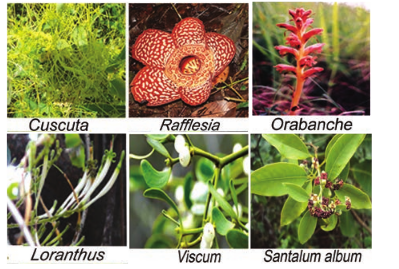 Cuscuta
Rafflesia
Orabanche
Loranthus
Viscum
Santalum album